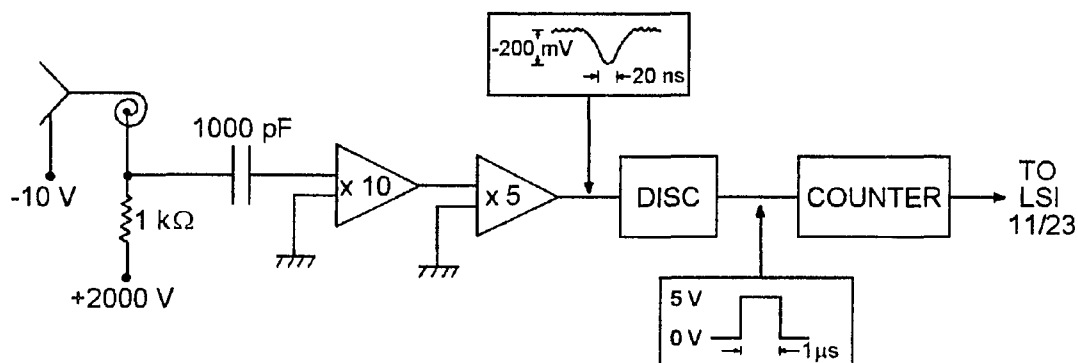 -200 mV
20 ns
1000 pF
-10 V
1 kΩ
+2000 V
x 10
x 5
DISC
COUNTER
TO
LSI
11/23
5 V
0 V
1μs